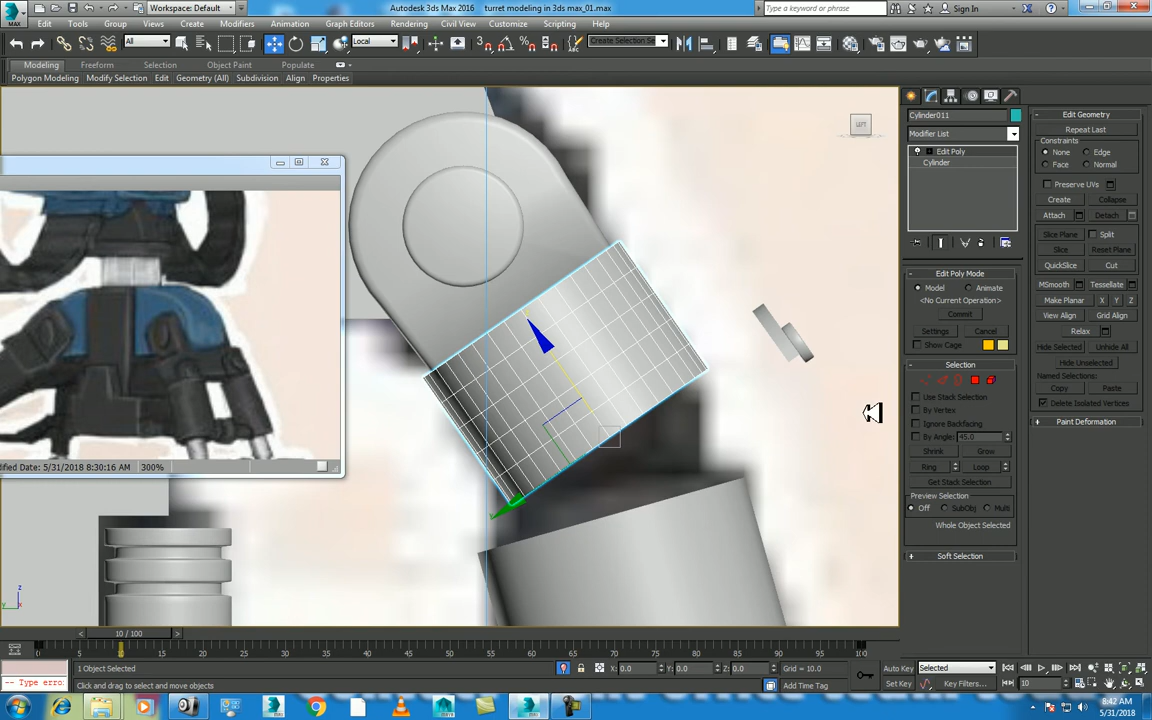 Workspace: Default
Autodesk 3ds Max 2016 turret modeling in 3ds max_01.max
Type a keyword or phrase
Sign In
MAX
Edit Tools Group Views Create Modifiers Animation Graph Editors Rendering Civil View Customize Scripting Help
All
Local
Create Selection Se
Modeling Freeform Selection Object Paint Populate
Polygon Modeling Modify Selection Edit Geometry (All) Subdivision Align Properties
LEFT
Cylinder011
Modifier List
Edit Poly
Cylinder
Edit Poly Mode
Model Animate
<No Current Operation>
Commit
Settings Cancel
Show Cage
Selection
Use Stack Selection
By Vertex
Ignore Backfacing
By Angle: 45.0
Shrink Grow
Ring Loop
Get Stack Selection
Preview Selection
Off SubObj Multi
Whole Object Selected
Soft Selection
Edit Geometry
Repeat Last
Constraints
None Edge
Face Normal
Preserve UVs
Create Collapse
Attach Detach
Slice Plane Split
Slice Reset Plane
QuickSlice Cut
MSmooth Tessellate
Make Planar X Y Z
View Align Grid Align
Relax
Hide Selected Unhide All
Hide Unselected
Named Selections:
Copy Paste
Delete Isolated Vertices
Paint Deformation
ified Date: 5/31/2018 8:30:16 AM 300%
z
y
x
10 / 100
0 5 10 15 20 25 30 35 40 45 50 55 60 65 70 75 80 85 90 95 100
1 Object Selected
X: 0.0 Y: 0.0 Z: 0.0 Grid = 10.0
Auto Key Selected
-- Type erro:
Click and drag to select and move objects
Add Time Tag
Set Key Key Filters...
10
8:42 AM
5/31/2018